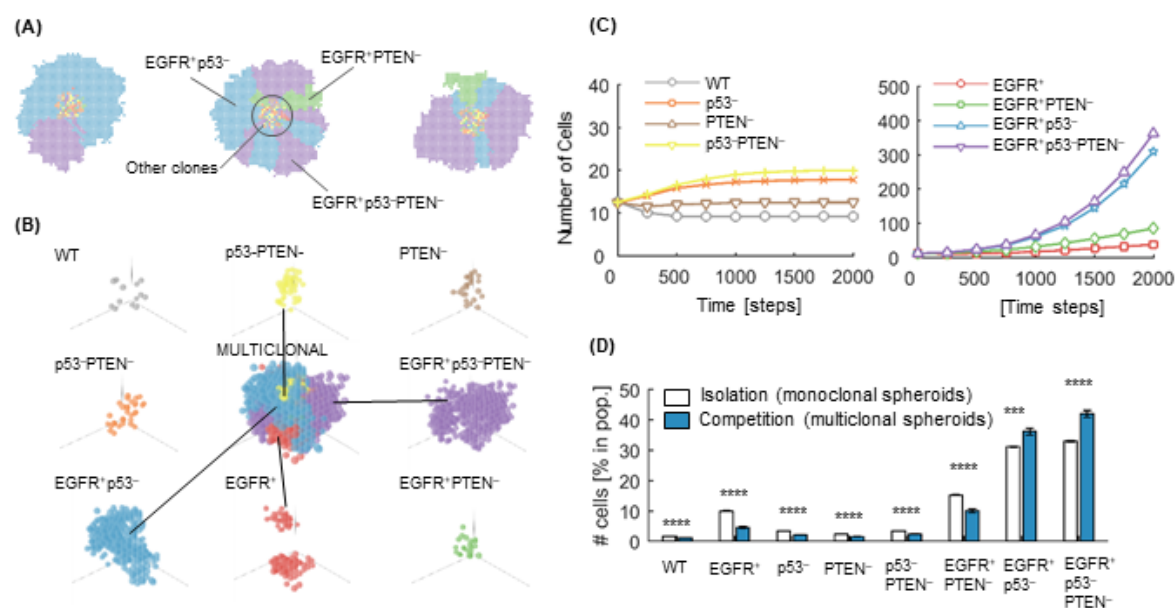 (A)
EGFR⁺p53⁻
EGFR⁺PTEN⁻
Other clones
EGFR⁺p53⁻PTEN⁻
(B)
WT
p53-PTEN-
PTEN⁻
p53⁻PTEN⁻
MULTICLONAL
EGFR⁺p53⁻PTEN⁻
EGFR⁺p53⁻
EGFR⁺
EGFR⁺PTEN⁻
(C)
WT
p53⁻
PTEN⁻
p53⁻PTEN⁻
Number of Cells
40
30
20
10
0
0 500 1000 1500 2000
Time [steps]
EGFR⁺
EGFR⁺PTEN⁻
EGFR⁺p53⁻
EGFR⁺p53⁻PTEN⁻
500
400
300
200
100
0
0 500 1000 1500 2000
[Time steps]
(D)
Isolation (monoclonal spheroids)
Competition (multiclonal spheroids)
# cells [% in pop.]
50
40
30
20
10
0
**** **** **** **** **** **** *** ****
WT
EGFR⁺
p53⁻
PTEN⁻
p53⁻
PTEN⁻
EGFR⁺
PTEN⁻
EGFR⁺
p53⁻
EGFR⁺
p53⁻
PTEN⁻